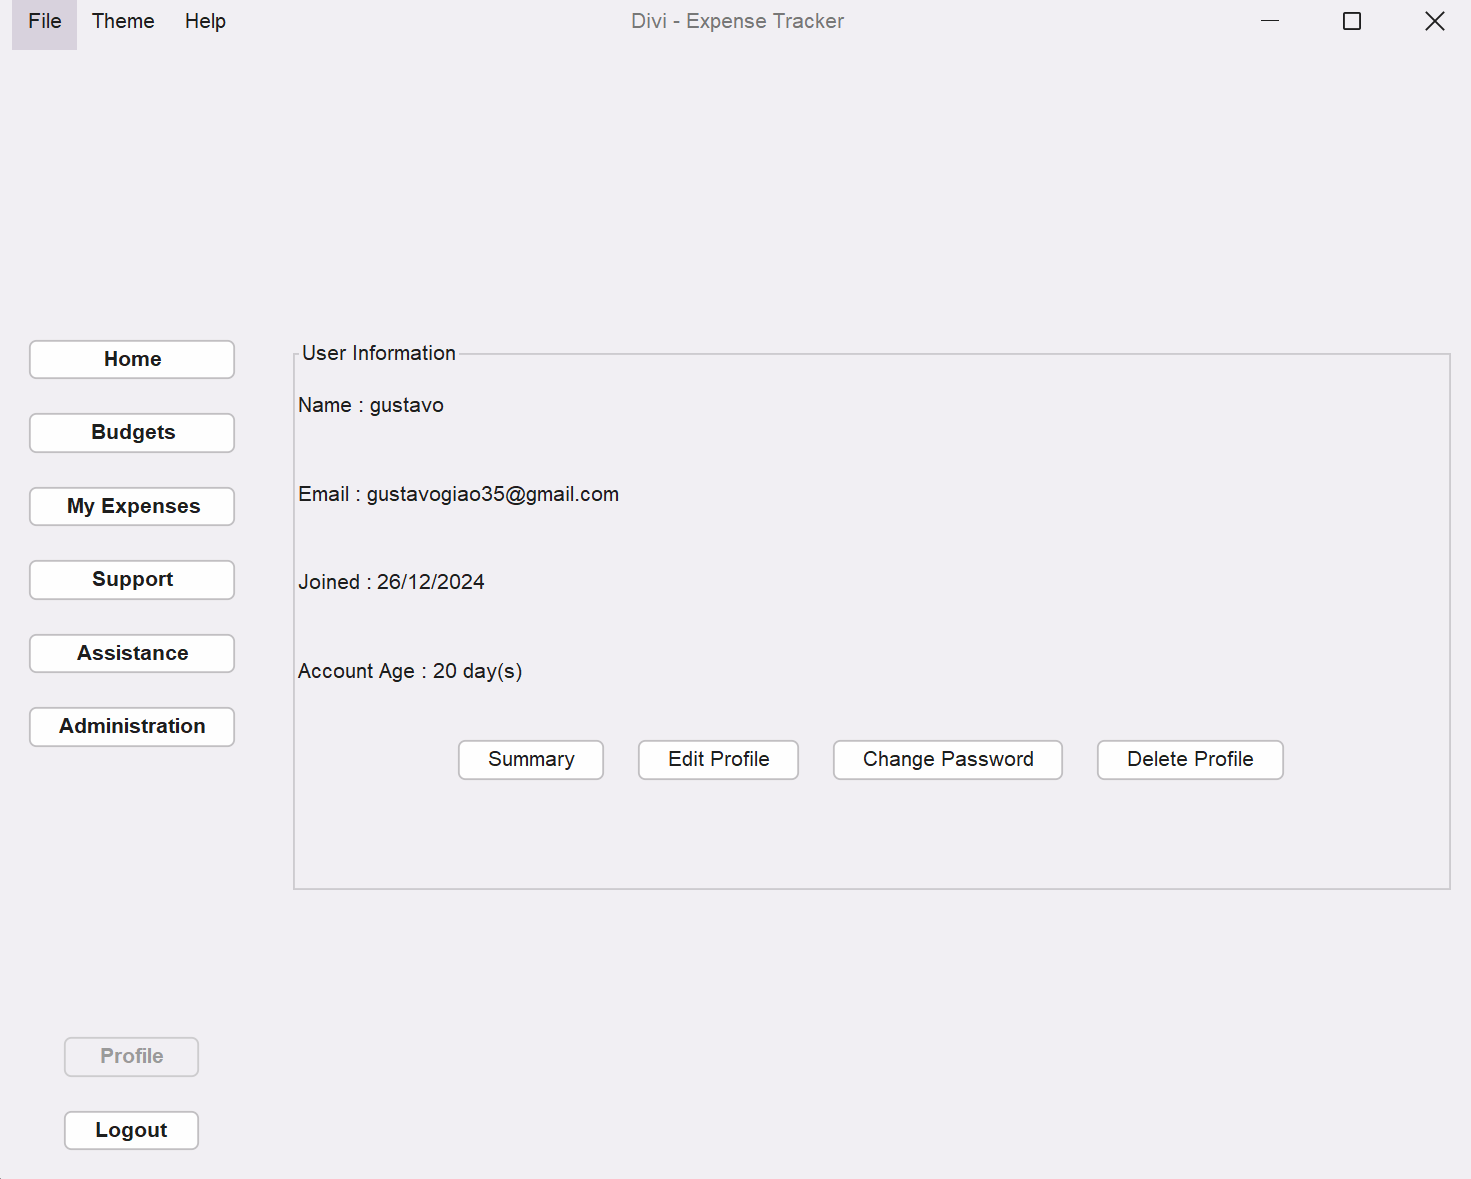 File Theme Help Divi - Expense Tracker
Home
Budgets
My Expenses
Support
Assistance
Administration
User Information
Name : gustavo
Email : gustavogiao35@gmail.com
Joined : 26/12/2024
Account Age : 20 day(s)
Summary Edit Profile Change Password Delete Profile
Profile
Logout